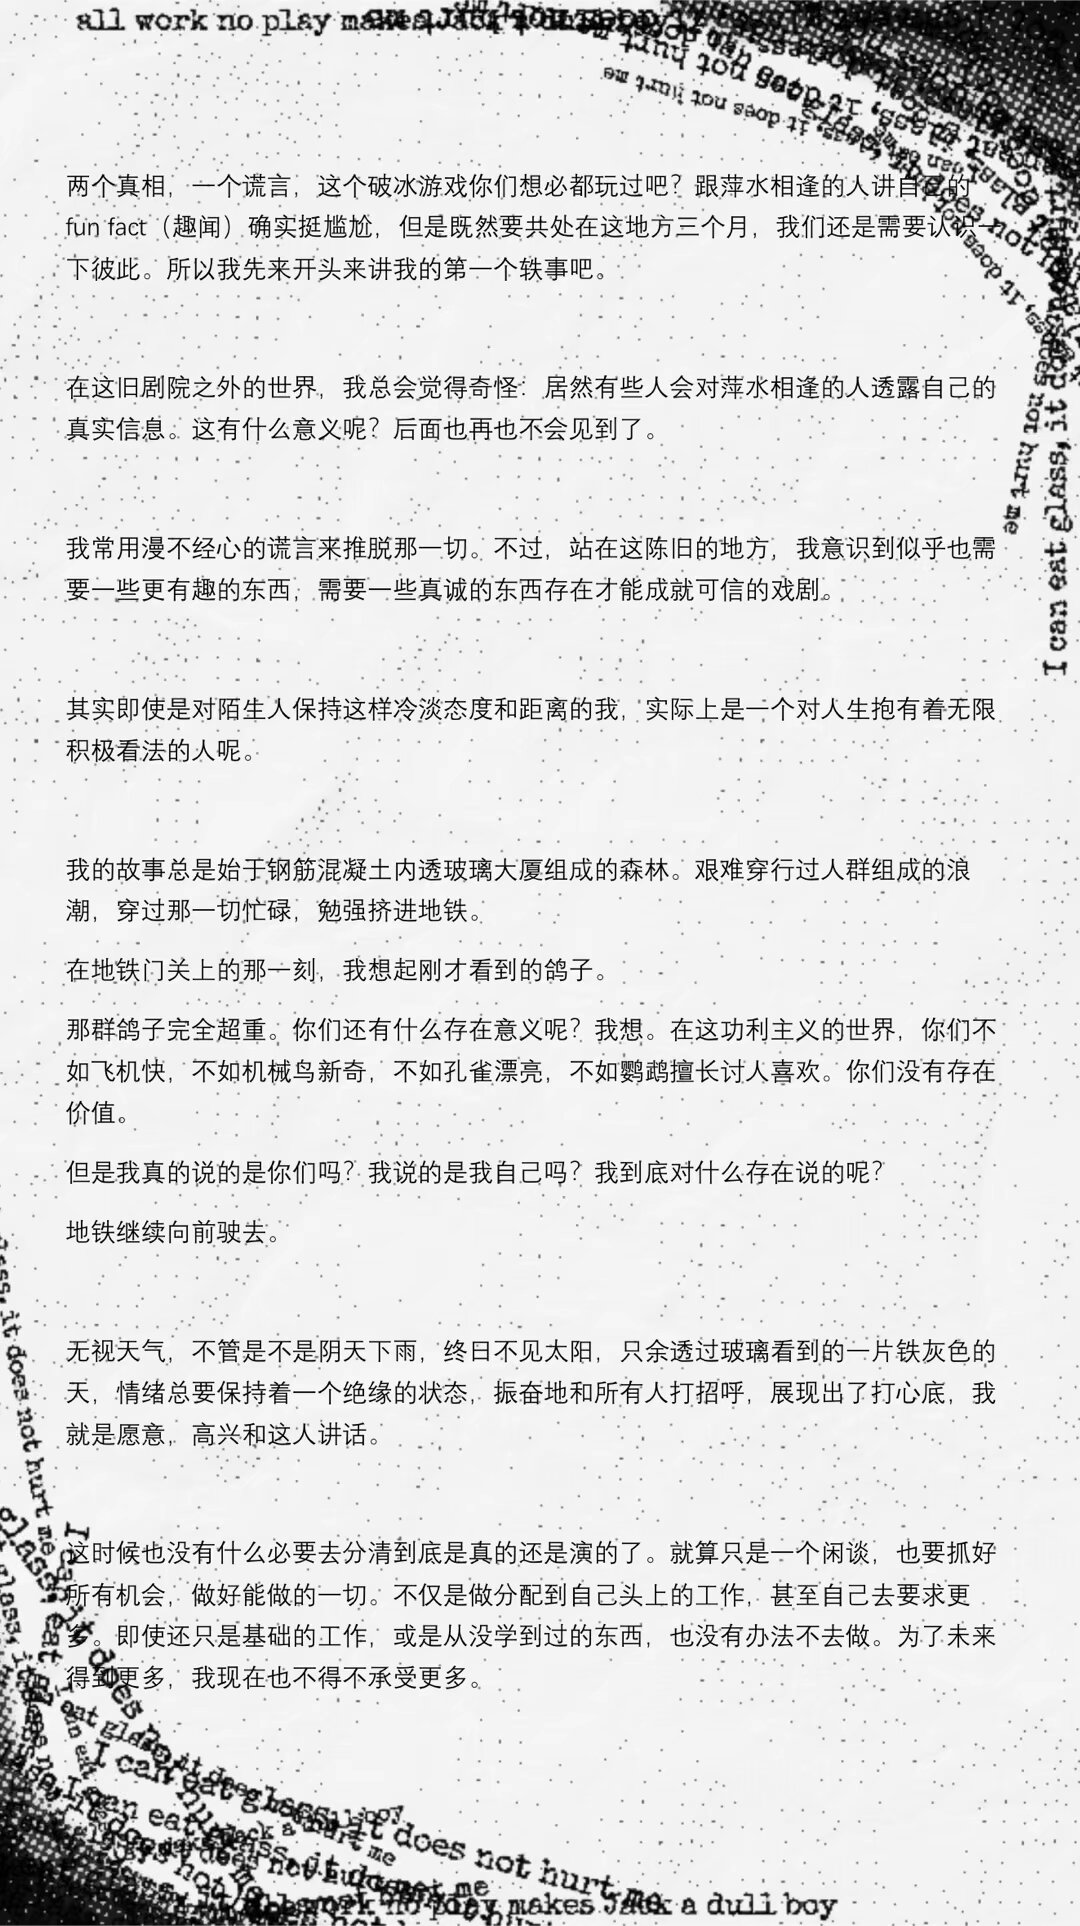 all work no play makes Jack a dull boy
it does not hurt me
两个真相，一个谎言，这个破冰游戏你们想必都玩过吧？跟萍水相逢的人讲自己的
fun fact（趣闻）确实挺尴尬，但是既然要共处在这地方三个月，我们还是需要认识一
下彼此。所以我先来开头来讲我的第一个轶事吧。
在这旧剧院之外的世界，我总会觉得奇怪：居然有些人会对萍水相逢的人透露自己的
真实信息。这有什么意义呢？后面也再也不会见到了。
我常用漫不经心的谎言来推脱那一切。不过，站在这陈旧的地方，我意识到似乎也需
要一些更有趣的东西，需要一些真诚的东西存在才能成就可信的戏剧。
其实即使是对陌生人保持这样冷淡态度和距离的我，实际上是一个对人生抱有着无限
积极看法的人呢。
我的故事总是始于钢筋混凝土内透玻璃大厦组成的森林。艰难穿行过人群组成的浪
潮，穿过那一切忙碌，勉强挤进地铁。
在地铁门关上的那一刻，我想起刚才看到的鸽子。
那群鸽子完全超重。你们还有什么存在意义呢？我想。在这功利主义的世界，你们不
如飞机快，不如机械鸟新奇，不如孔雀漂亮，不如鹦鹉擅长讨人喜欢。你们没有存在
价值。
但是我真的说的是你们吗？我说的是我自己吗？我到底对什么存在说的呢？
地铁继续向前驶去。
无视天气，不管是不是阴天下雨，终日不见太阳，只余透过玻璃看到的一片铁灰色的
天，情绪总要保持着一个绝缘的状态，振奋地和所有人打招呼，展现出了打心底，我
就是愿意，高兴和这人讲话。
这时候也没有什么必要去分清到底是真的还是演的了。就算只是一个闲谈，也要抓好
所有机会，做好能做的一切。不仅是做分配到自己头上的工作，甚至自己去要求更
多。即使还只是基础的工作，或是从没学到过的东西，也没有办法不去做。为了未来
得到更多，我现在也不得不承受更多。
I can eat glass, it does not hurt me
I can eat glass, it does not hurt me
work no play makes Jack a dull boy